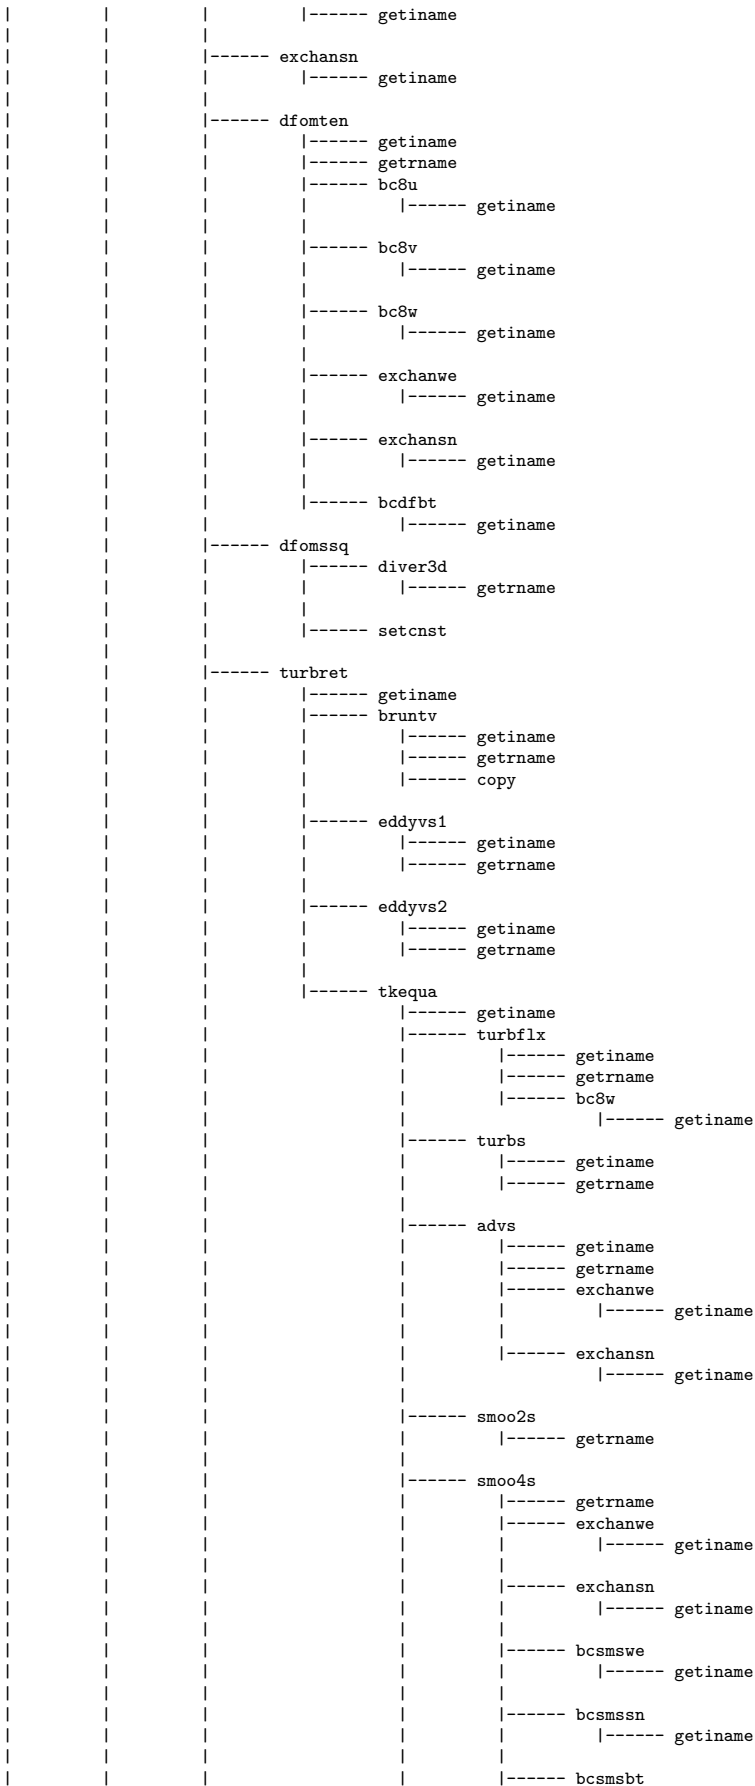 |           |           |           |------ getiname
|           |           |
|           |           |------ exchansn
|           |           |           |------ getiname
|           |           |
|           |           |------ dfomten
|           |           |           |------ getiname
|           |           |           |------ getrname
|           |           |           |------ bc8u
|           |           |           |           |------ getiname
|           |           |           |
|           |           |           |------ bc8v
|           |           |           |           |------ getiname
|           |           |           |
|           |           |           |------ bc8w
|           |           |           |           |------ getiname
|           |           |           |
|           |           |           |------ exchanwe
|           |           |           |           |------ getiname
|           |           |           |
|           |           |           |------ exchansn
|           |           |           |           |------ getiname
|           |           |           |
|           |           |           |------ bcdfbt
|           |           |                       |------ getiname
|           |           |------ dfomssq
|           |           |           |------ diver3d
|           |           |           |           |------ getrname
|           |           |           |
|           |           |           |------ setcnst
|           |           |
|           |           |------ turbret
|           |           |           |------ getiname
|           |           |           |------ bruntv
|           |           |           |           |------ getiname
|           |           |           |           |------ getrname
|           |           |           |           |------ copy
|           |           |           |
|           |           |           |------ eddyvs1
|           |           |           |           |------ getiname
|           |           |           |           |------ getrname
|           |           |           |
|           |           |           |------ eddyvs2
|           |           |           |           |------ getiname
|           |           |           |           |------ getrname
|           |           |           |
|           |           |           |------ tkequa
|           |           |                       |------ getiname
|           |           |                       |------ turbflx
|           |           |                       |           |------ getiname
|           |           |                       |           |------ getrname
|           |           |                       |           |------ bc8w
|           |           |                       |                       |------ getiname
|           |           |                       |------ turbs
|           |           |                       |           |------ getiname
|           |           |                       |           |------ getrname
|           |           |                       |
|           |           |                       |------ advs
|           |           |                       |           |------ getiname
|           |           |                       |           |------ getrname
|           |           |                       |           |------ exchanwe
|           |           |                       |           |           |------ getiname
|           |           |                       |           |
|           |           |                       |           |------ exchansn
|           |           |                       |                       |------ getiname
|           |           |                       |
|           |           |                       |------ smoo2s
|           |           |                       |           |------ getrname
|           |           |                       |
|           |           |                       |------ smoo4s
|           |           |                       |           |------ getrname
|           |           |                       |           |------ exchanwe
|           |           |                       |           |           |------ getiname
|           |           |                       |           |
|           |           |                       |           |------ exchansn
|           |           |                       |           |           |------ getiname
|           |           |                       |           |
|           |           |                       |           |------ bcsmswe
|           |           |                       |           |           |------ getiname
|           |           |                       |           |
|           |           |                       |           |------ bcsmssn
|           |           |                       |           |           |------ getiname
|           |           |                       |           |
|           |           |                       |           |------ bcsmsbt